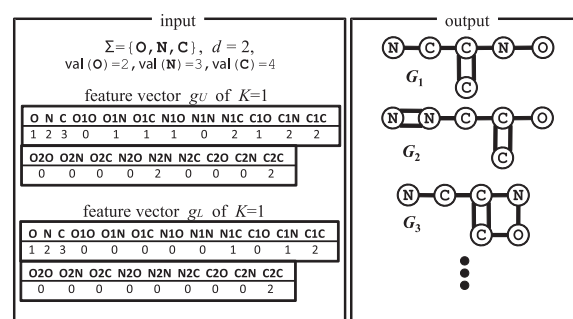 input
Σ={O,N,C}, d = 2,
val(O)=2, val(N)=3, val(C)=4
feature vector gU of K=1
O N C O1O O1N O1C N1O N1N N1C C1O C1N C1C
1 2 3 0 1 1 1 0 2 1 2 2
O2O O2N O2C N2O N2N N2C C2O C2N C2C
0 0 0 0 2 0 0 0 2
feature vector gL of K=1
O N C O1O O1N O1C N1O N1N N1C C1O C1N C1C
1 2 3 0 0 0 0 0 1 0 1 2
O2O O2N O2C N2O N2N N2C C2O C2N C2C
0 0 0 0 0 0 0 0 2
output
N C C N O
G1
C
N N C C O
G2
C
N C C N
G3
C O